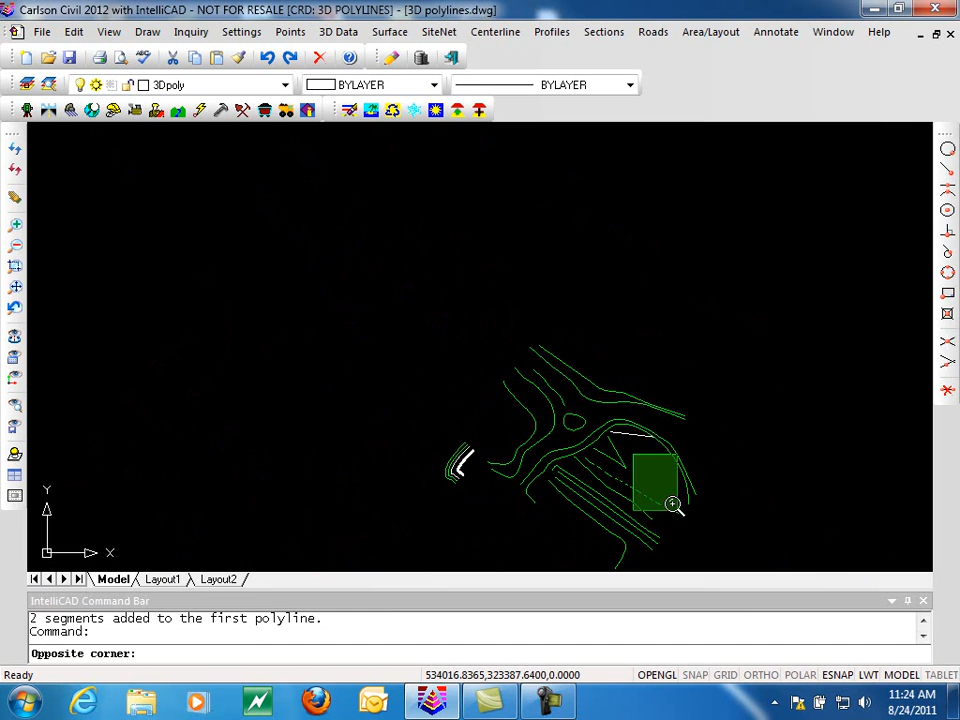 Carlson Civil 2012 with IntelliCAD - NOT FOR RESALE [CRD: 3D POLYLINES] - [3D polylines.dwg]
File Edit View Draw Inquiry Settings Points 3D Data Surface SiteNet Centerline Profiles Sections Roads Area/Layout Annotate Window Help
3Dpoly BYLAYER BYLAYER
Y
X
Model Layout1 Layout2
IntelliCAD Command Bar
2 segments added to the first polyline.
Command:
Opposite corner:
Ready 534016.8365,323387.6400,0.0000 OPENGL SNAP GRID ORTHO POLAR ESNAP LWT MODEL TABLET
11:24 AM
8/24/2011